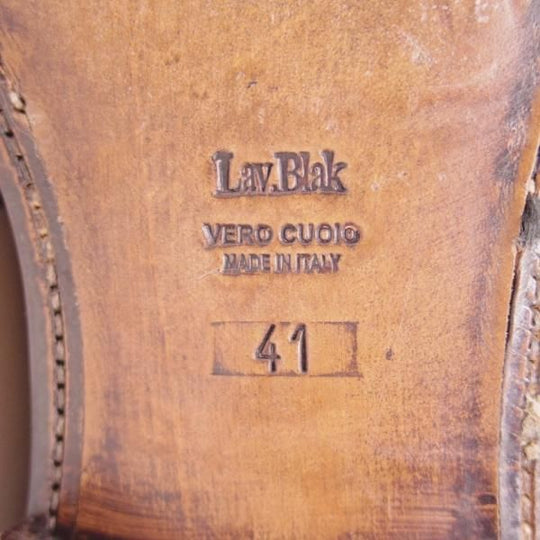 Lav.Blak
VERO CUOIO
MADE IN ITALY
41